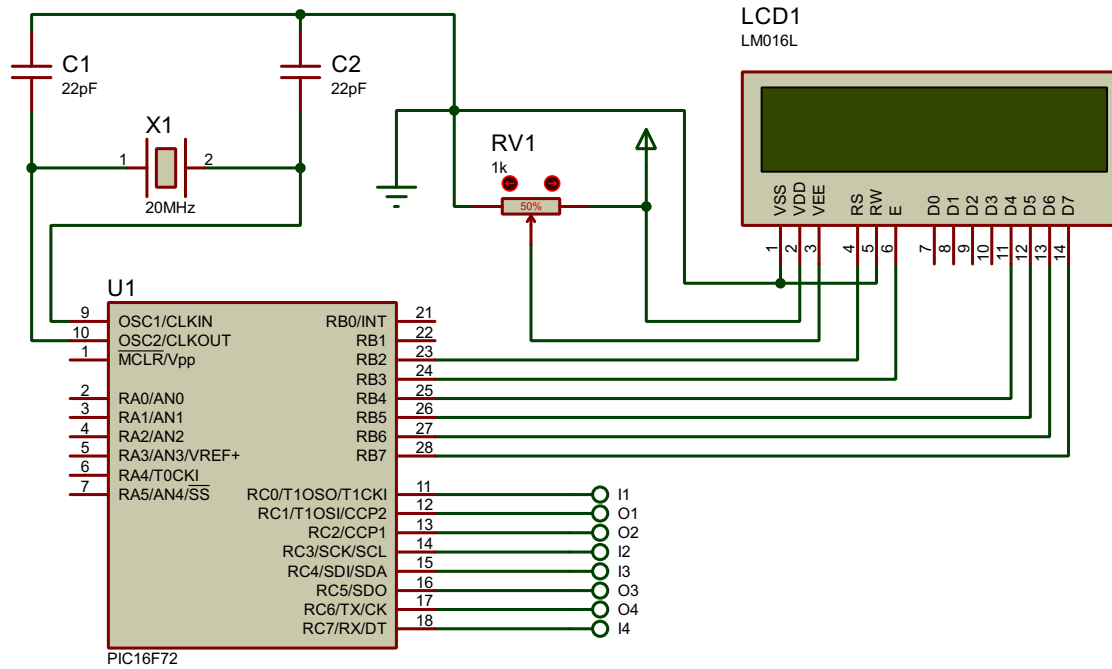 LCD1
LM016L
C1
22pF
C2
22pF
X1
1 2
20MHz
RV1
1k
50%
VSS VDD VEE RS RW E D0 D1 D2 D3 D4 D5 D6 D7
1 2 3 4 5 6 7 8 9 10 11 12 13 14
U1
9 OSC1/CLKIN RB0/INT 21
10 OSC2/CLKOUT RB1 22
1 MCLR/Vpp RB2 23
RB3 24
2 RA0/AN0 RB4 25
3 RA1/AN1 RB5 26
4 RA2/AN2 RB6 27
5 RA3/AN3/VREF+ RB7 28
6 RA4/T0CKI
7 RA5/AN4/SS RC0/T1OSO/T1CKI 11 I1
RC1/T1OSI/CCP2 12 O1
RC2/CCP1 13 O2
RC3/SCK/SCL 14 I2
RC4/SDI/SDA 15 I3
RC5/SDO 16 O3
RC6/TX/CK 17 O4
RC7/RX/DT 18 I4
PIC16F72